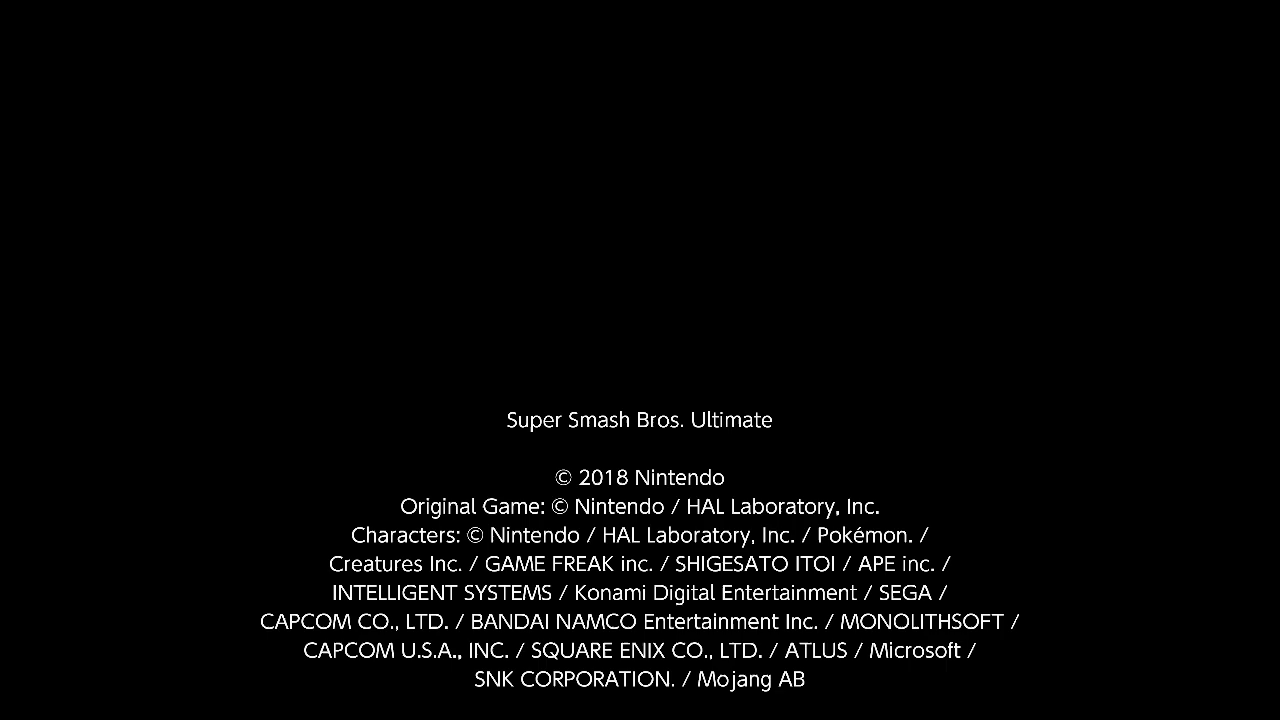 Super Smash Bros. Ultimate
© 2018 Nintendo
Original Game: © Nintendo / HAL Laboratory, Inc.
Characters: © Nintendo / HAL Laboratory, Inc. / Pokémon. /
Creatures Inc. / GAME FREAK inc. / SHIGESATO ITOI / APE inc. /
INTELLIGENT SYSTEMS / Konami Digital Entertainment / SEGA /
CAPCOM CO., LTD. / BANDAI NAMCO Entertainment Inc. / MONOLITHSOFT /
CAPCOM U.S.A., INC. / SQUARE ENIX CO., LTD. / ATLUS / Microsoft /
SNK CORPORATION. / Mojang AB